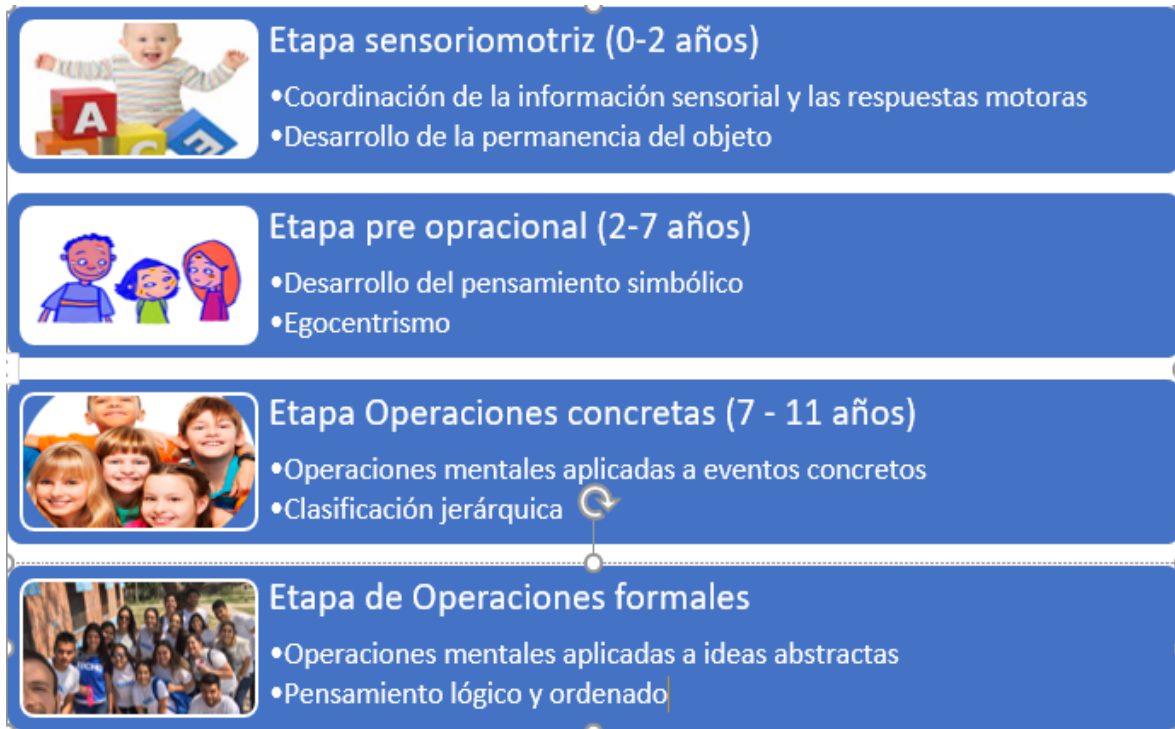 Etapa sensoriomotriz (0-2 años)
•Coordinación de la información sensorial y las respuestas motoras
•Desarrollo de la permanencia del objeto
A
Etapa pre opracional (2-7 años)
•Desarrollo del pensamiento simbólico
•Egocentrismo
Etapa Operaciones concretas (7 - 11 años)
•Operaciones mentales aplicadas a eventos concretos
•Clasificación jerárquica
Etapa de Operaciones formales
•Operaciones mentales aplicadas a ideas abstractas
•Pensamiento lógico y ordenado